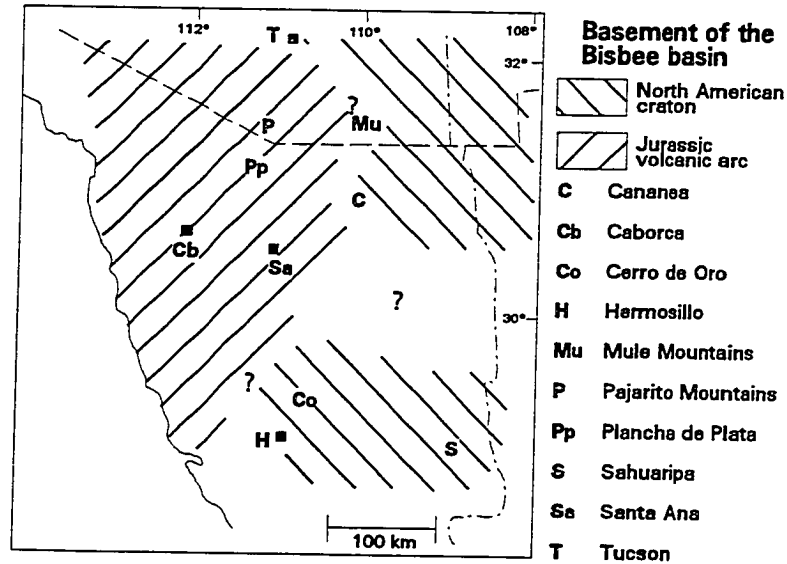 112°
110°
108°
T
32°
?
P
Mu
Pp
C
Cb
Sa
?
30°
?
Co
H
S
100 km
Basement of the
Bisbee basin
North American
craton
Jurassic
volcanic arc
C Cananea
Cb Caborca
Co Cerro de Oro
H Hermosillo
Mu Mule Mountains
P Pajarito Mountains
Pp Plancha de Plata
S Sahuaripa
Sa Santa Ana
T Tucson